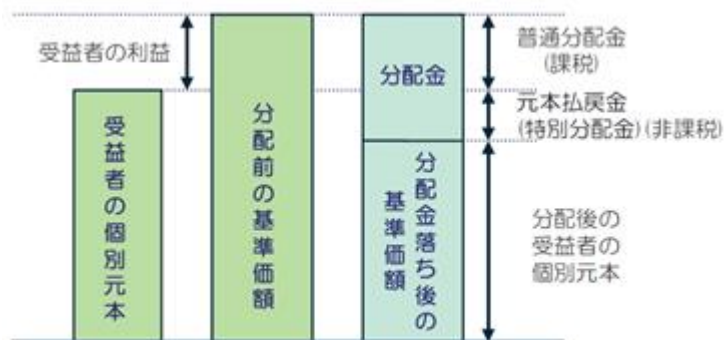 受益者の利益
受益者の個別元本
分配前の基準価額
分配金
分配金落ち後の
基準価額
普通分配金
(課税)
元本払戻金
(特別分配金)(非課税)
分配後の
受益者の
個別元本